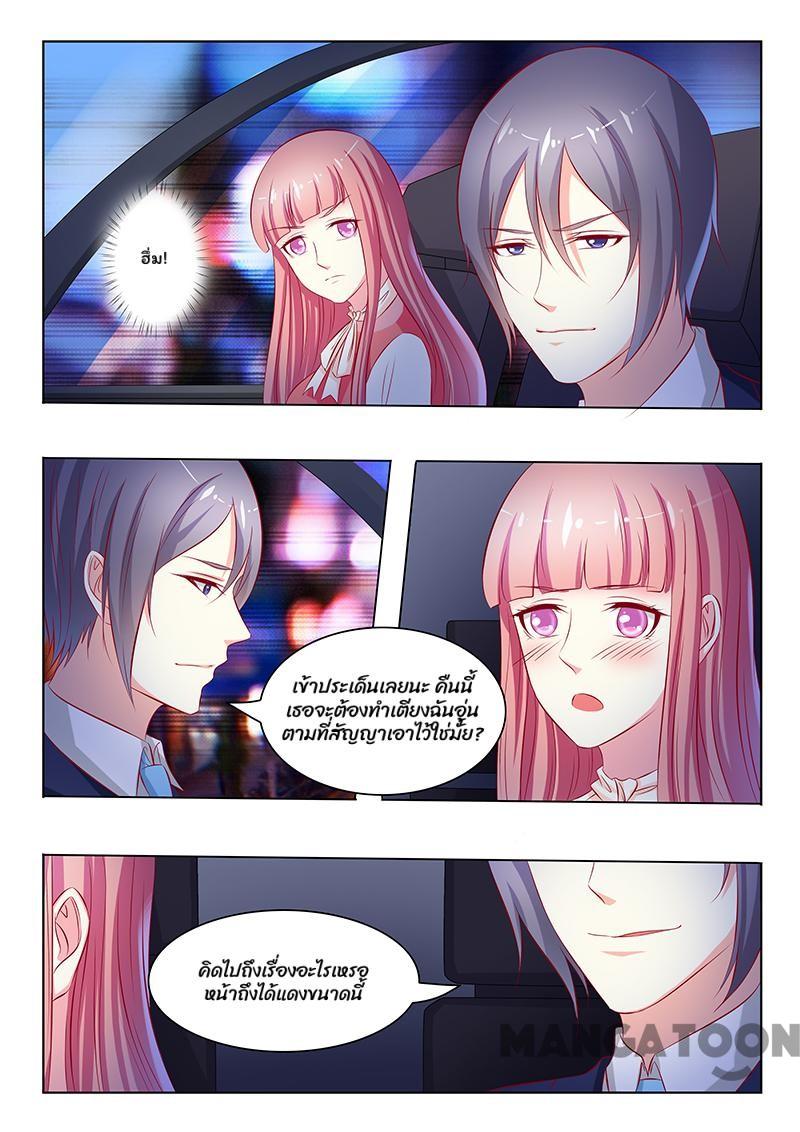 ฮึ่ม!
เข้าประเด็นเลยนะ คืนนี้
เธอจะต้องทำเตียงฉันอุ่น
ตามที่สัญญาเอาไว้ใช่มั้ย?
คิดไปถึงเรื่องอะไรเหรอ
หน้าถึงได้แดงขนาดนี้
MANGATOON